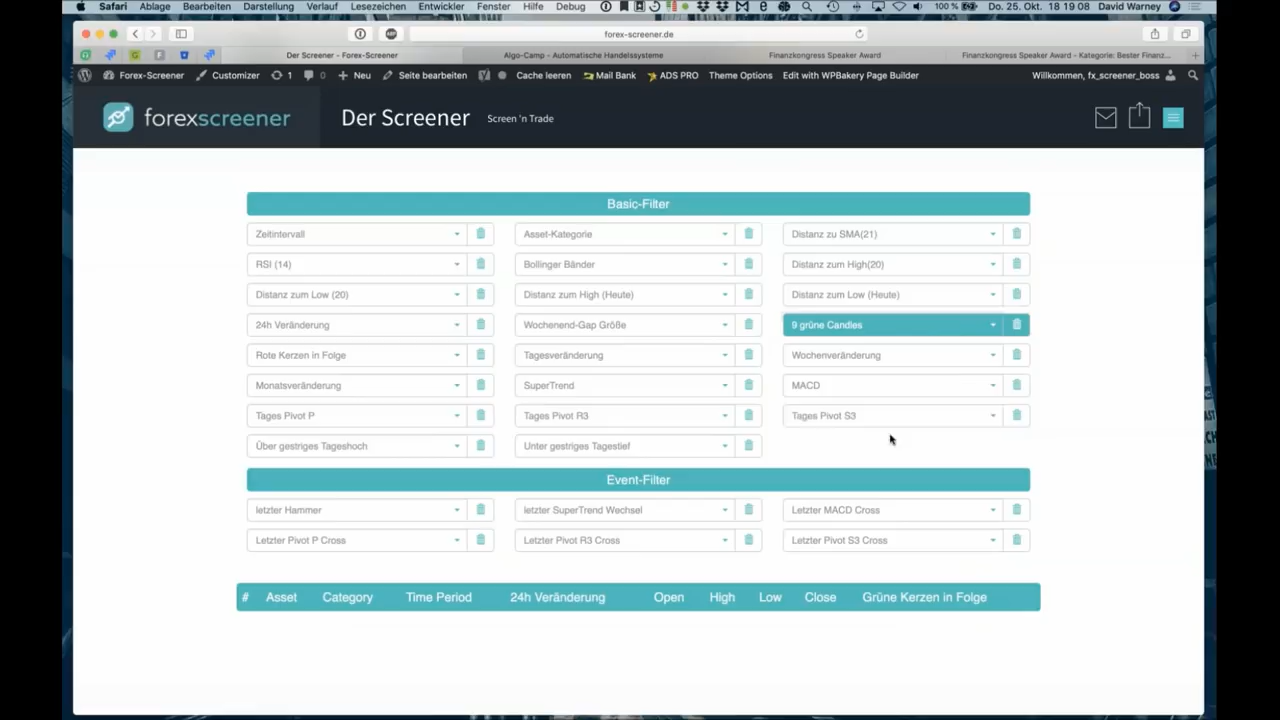 Safari Ablage Bearbeiten Darstellung Verlauf Lesezeichen Entwickler Fenster Hilfe Debug 100 % Do. 25. Okt. 18 19 08 David Warney
forex-screener.de
Der Screener - Forex-Screener Algo-Camp - Automatische Handelssysteme Finanzkongress Speaker Award Finanzkongress Speaker Award - Kategorie: Bester Finanz...
Forex-Screener Customizer 1 0 Neu Seite bearbeiten Cache leeren Mail Bank ADS PRO Theme Options Edit with WPBakery Page Builder Willkommen, fx_screener_boss
forexscreener Der Screener Screen 'n Trade
Basic-Filter
Zeitintervall Asset-Kategorie Distanz zu SMA(21)
RSI (14) Bollinger Bänder Distanz zum High(20)
Distanz zum Low (20) Distanz zum High (Heute) Distanz zum Low (Heute)
24h Veränderung Wochenend-Gap Größe 9 grüne Candles
Rote Kerzen in Folge Tagesveränderung Wochenveränderung
Monatsveränderung SuperTrend MACD
Tages Pivot P Tages Pivot R3 Tages Pivot S3
Über gestriges Tageshoch Unter gestriges Tagestief
Event-Filter
letzter Hammer letzter SuperTrend Wechsel Letzter MACD Cross
Letzter Pivot P Cross Letzter Pivot R3 Cross Letzter Pivot S3 Cross
# Asset Category Time Period 24h Veränderung Open High Low Close Grüne Kerzen in Folge